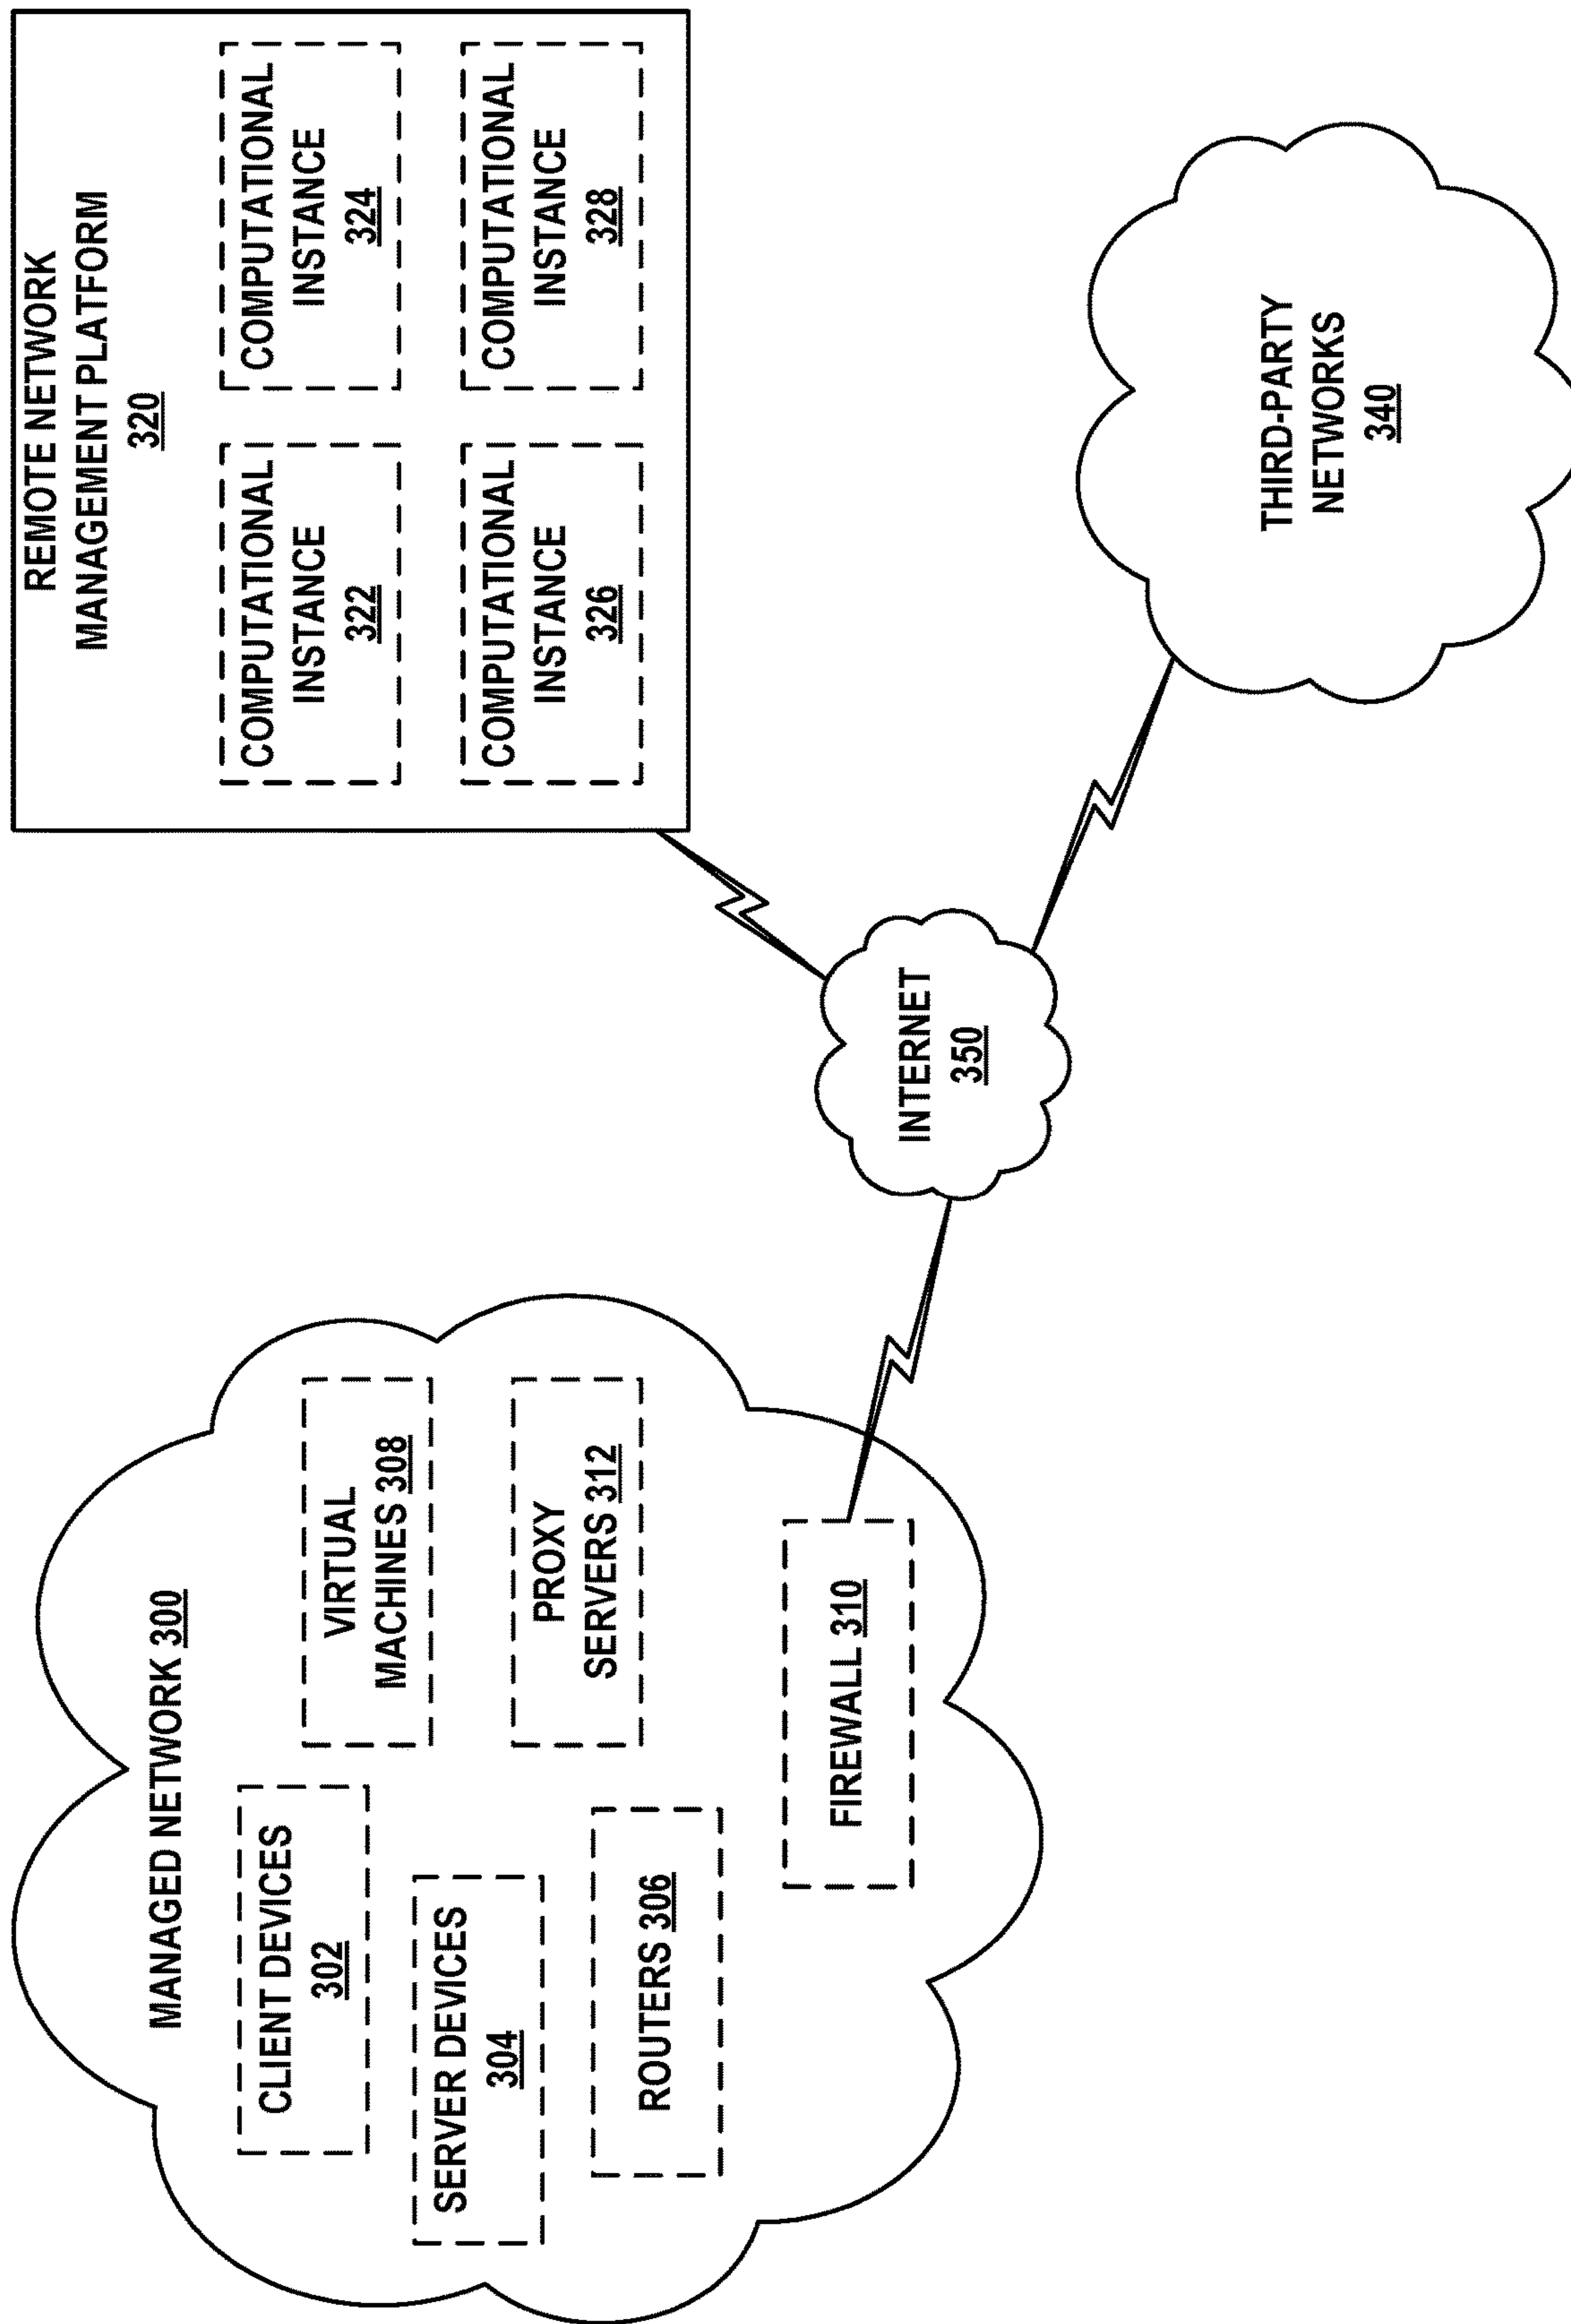 MANAGED NETWORK 300
CLIENT DEVICES
302
VIRTUAL
MACHINES 308
SERVER DEVICES
304
PROXY
SERVERS 312
ROUTERS 306
FIREWALL 310
INTERNET
350
REMOTE NETWORK
MANAGEMENT PLATFORM
320
COMPUTATIONAL
INSTANCE
322
COMPUTATIONAL
INSTANCE
324
COMPUTATIONAL
INSTANCE
326
COMPUTATIONAL
INSTANCE
328
THIRD-PARTY
NETWORKS
340